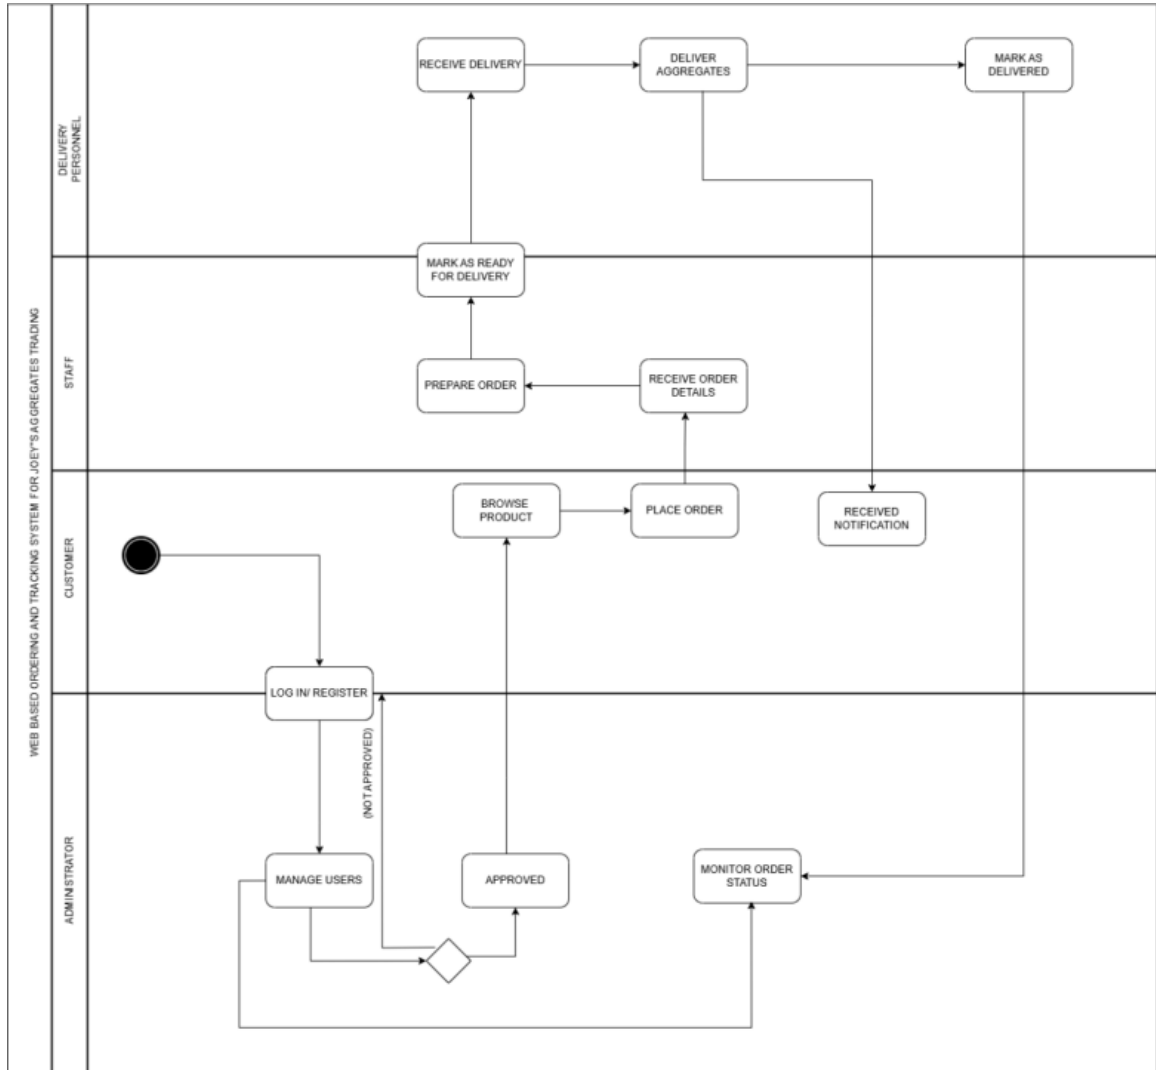 WEB BASED ORDERING AND TRACKING SYSTEM FOR JOEY"S AGGREGATES TRADING
DELIVERY
PERSONNEL
RECEIVE DELIVERY
DELIVER
AGGREGATES
MARK AS
DELIVERED
STAFF
MARK AS READY
FOR DELIVERY
PREPARE ORDER
RECEIVE ORDER
DETAILS
CUSTOMER
BROWSE
PRODUCT
PLACE ORDER
RECEIVED
NOTIFICATION
LOG IN/ REGISTER
ADMINISTRATOR
(NOT APPROVED)
MANAGE USERS
APPROVED
MONITOR ORDER
STATUS